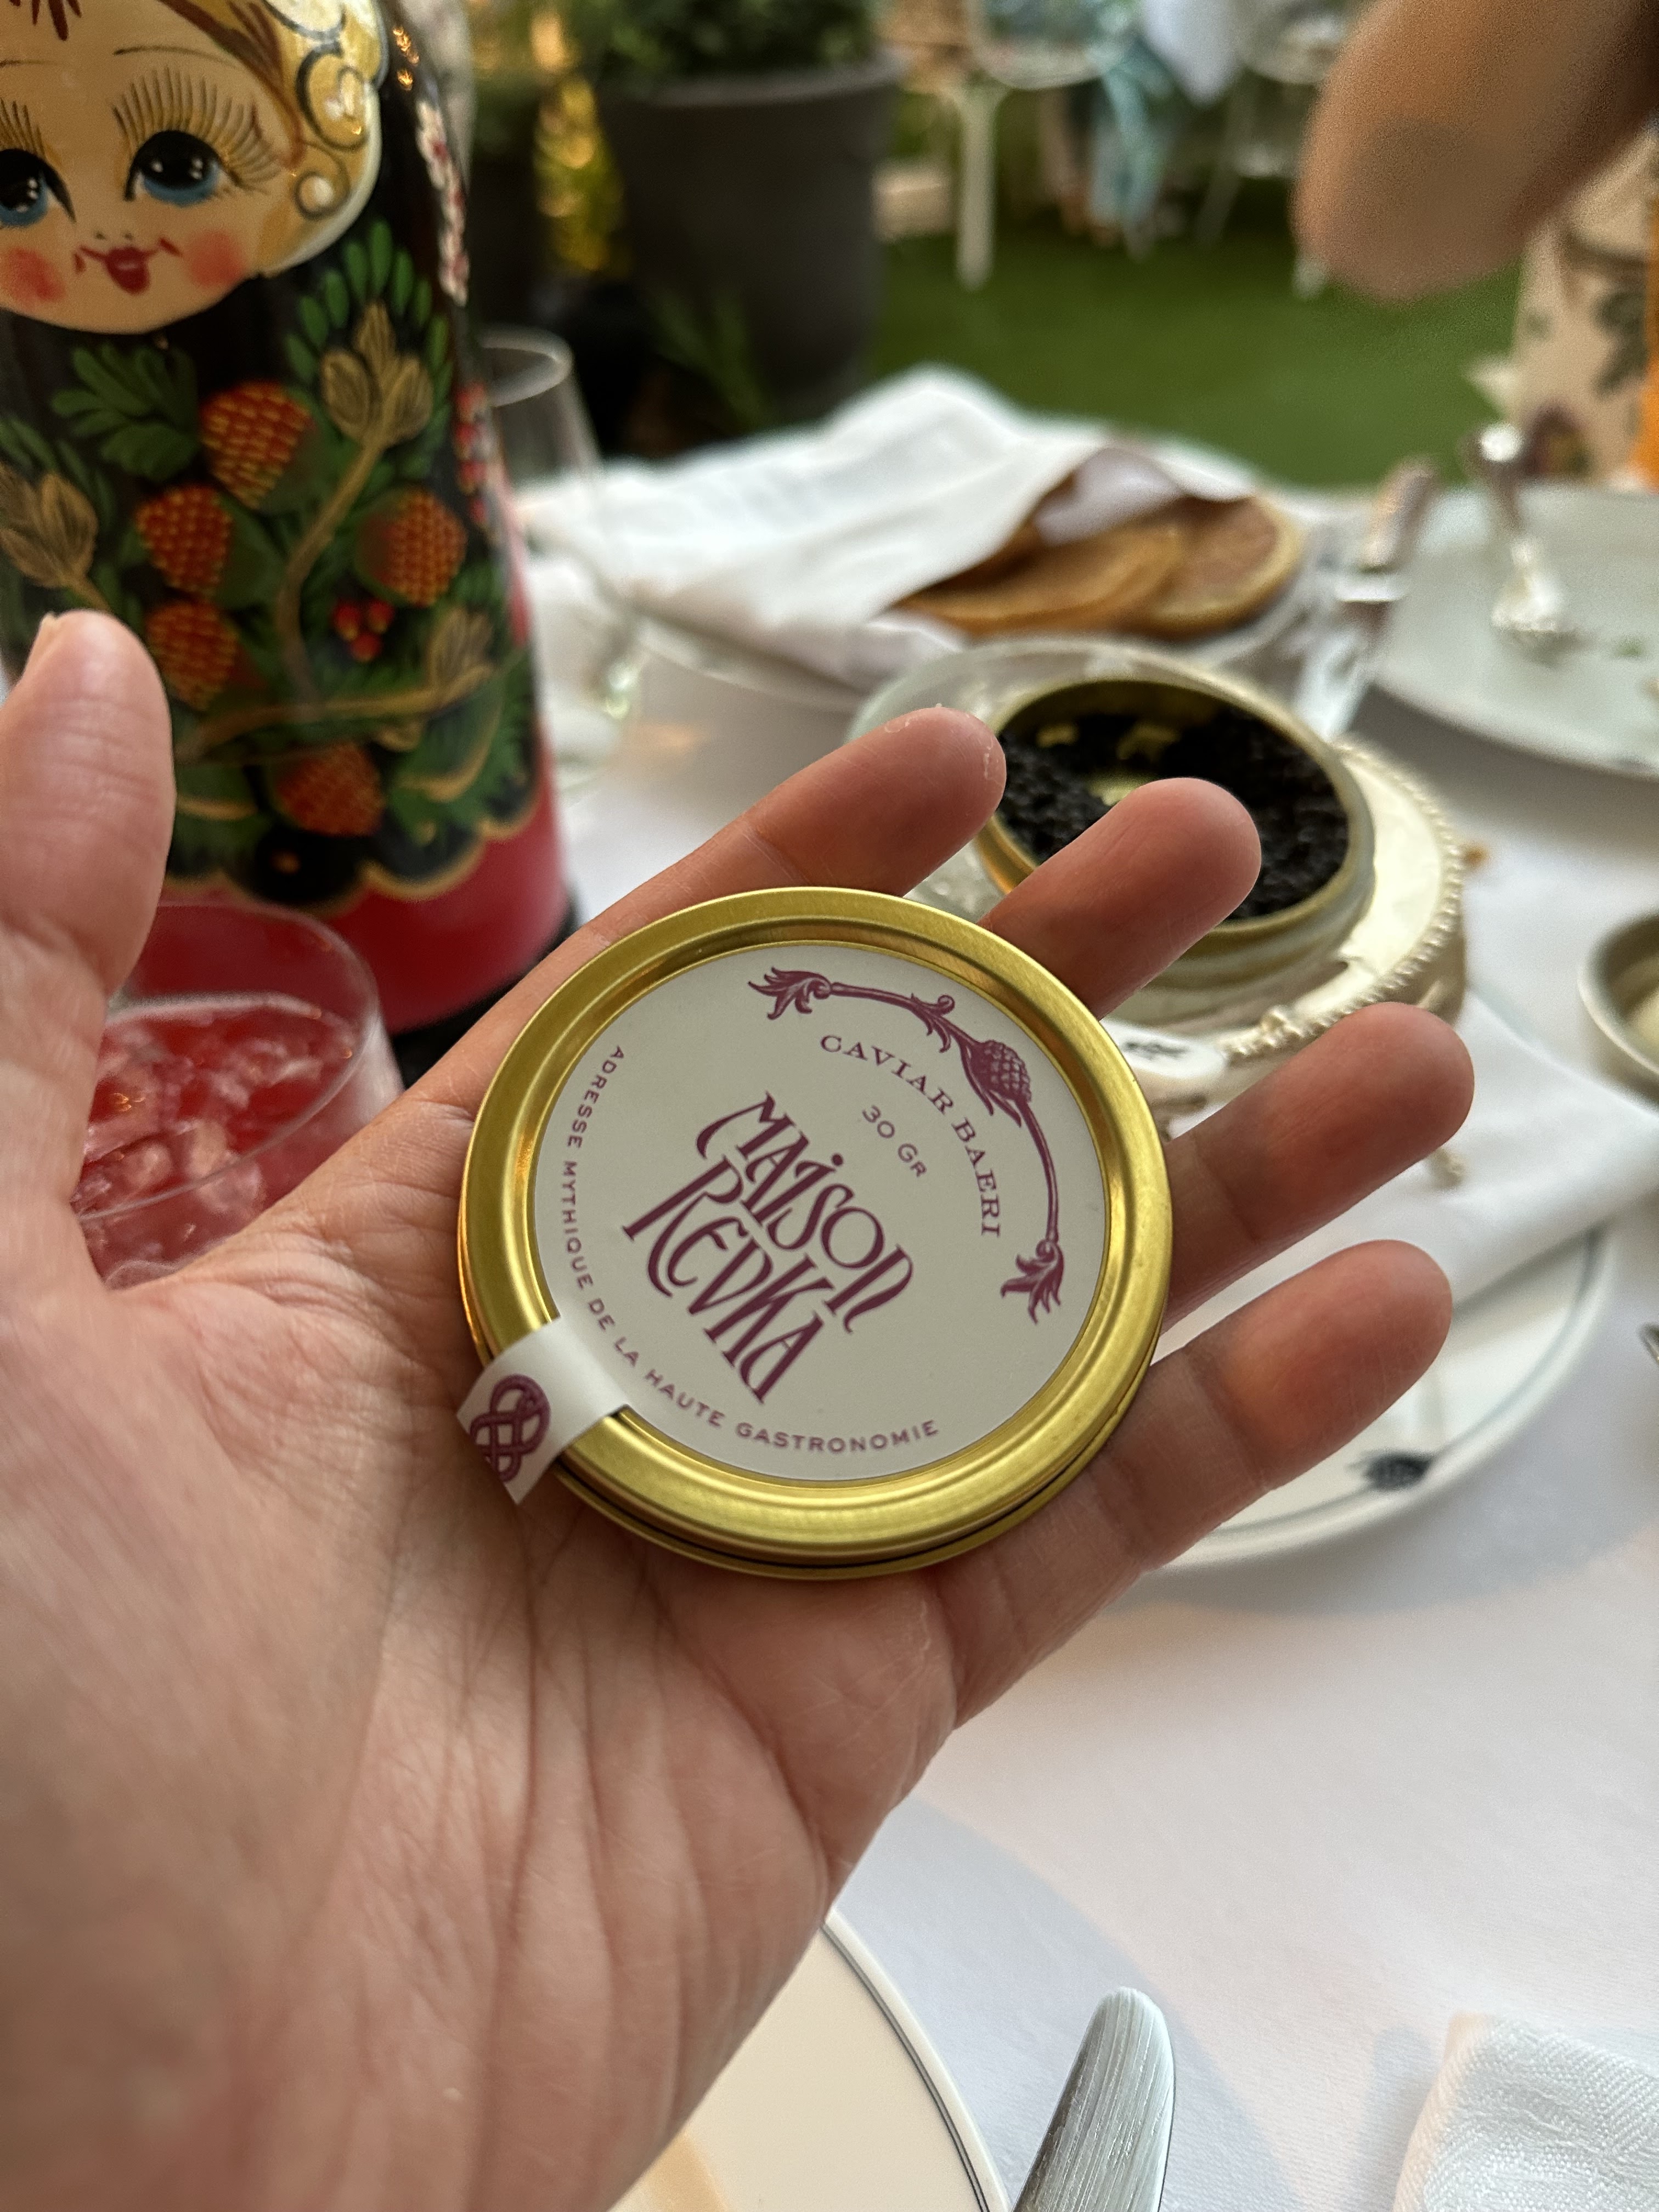 CAVIAR BAERI
30 GR
MAISON
REVKA
ADRESSE MYTHIQUE DE LA HAUTE GASTRONOMIE